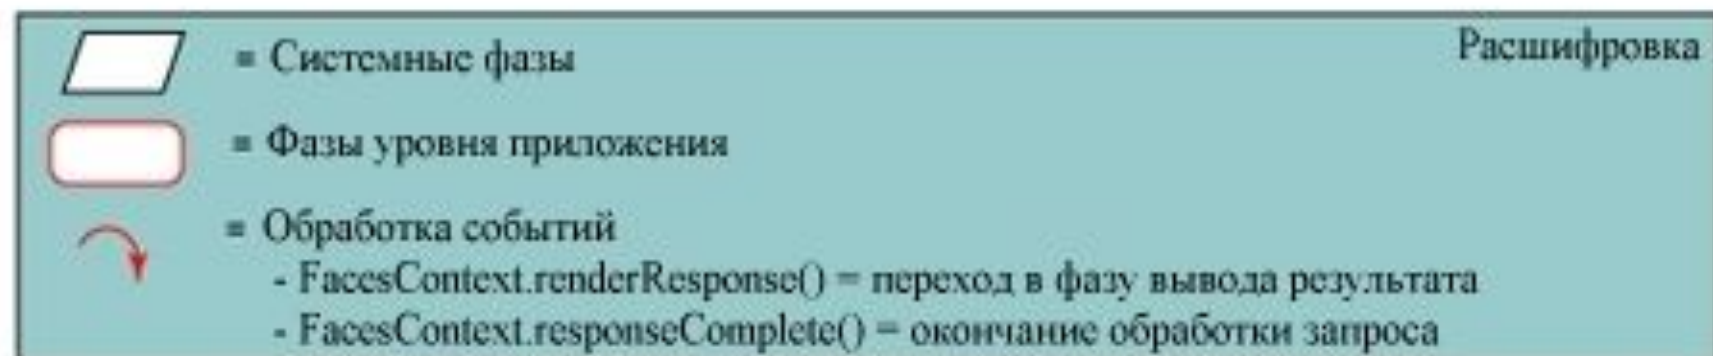 Расшифровка
= Системные фазы
= Фазы уровня приложения
= Обработка событий
- FacesContext.renderResponse() = переход в фазу вывода результата
- FacesContext.responseComplete() = окончание обработки запроса